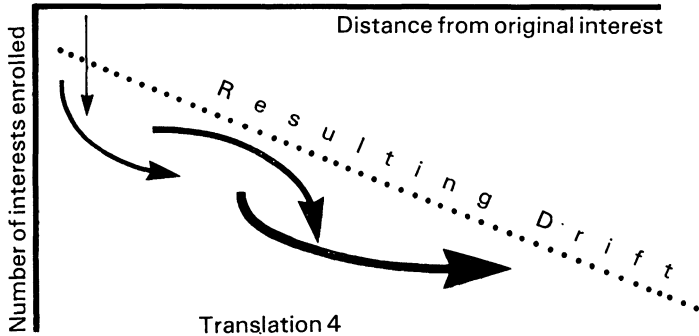 Distance from original interest
Number of interests enrolled
Resulting Drift
Translation 4